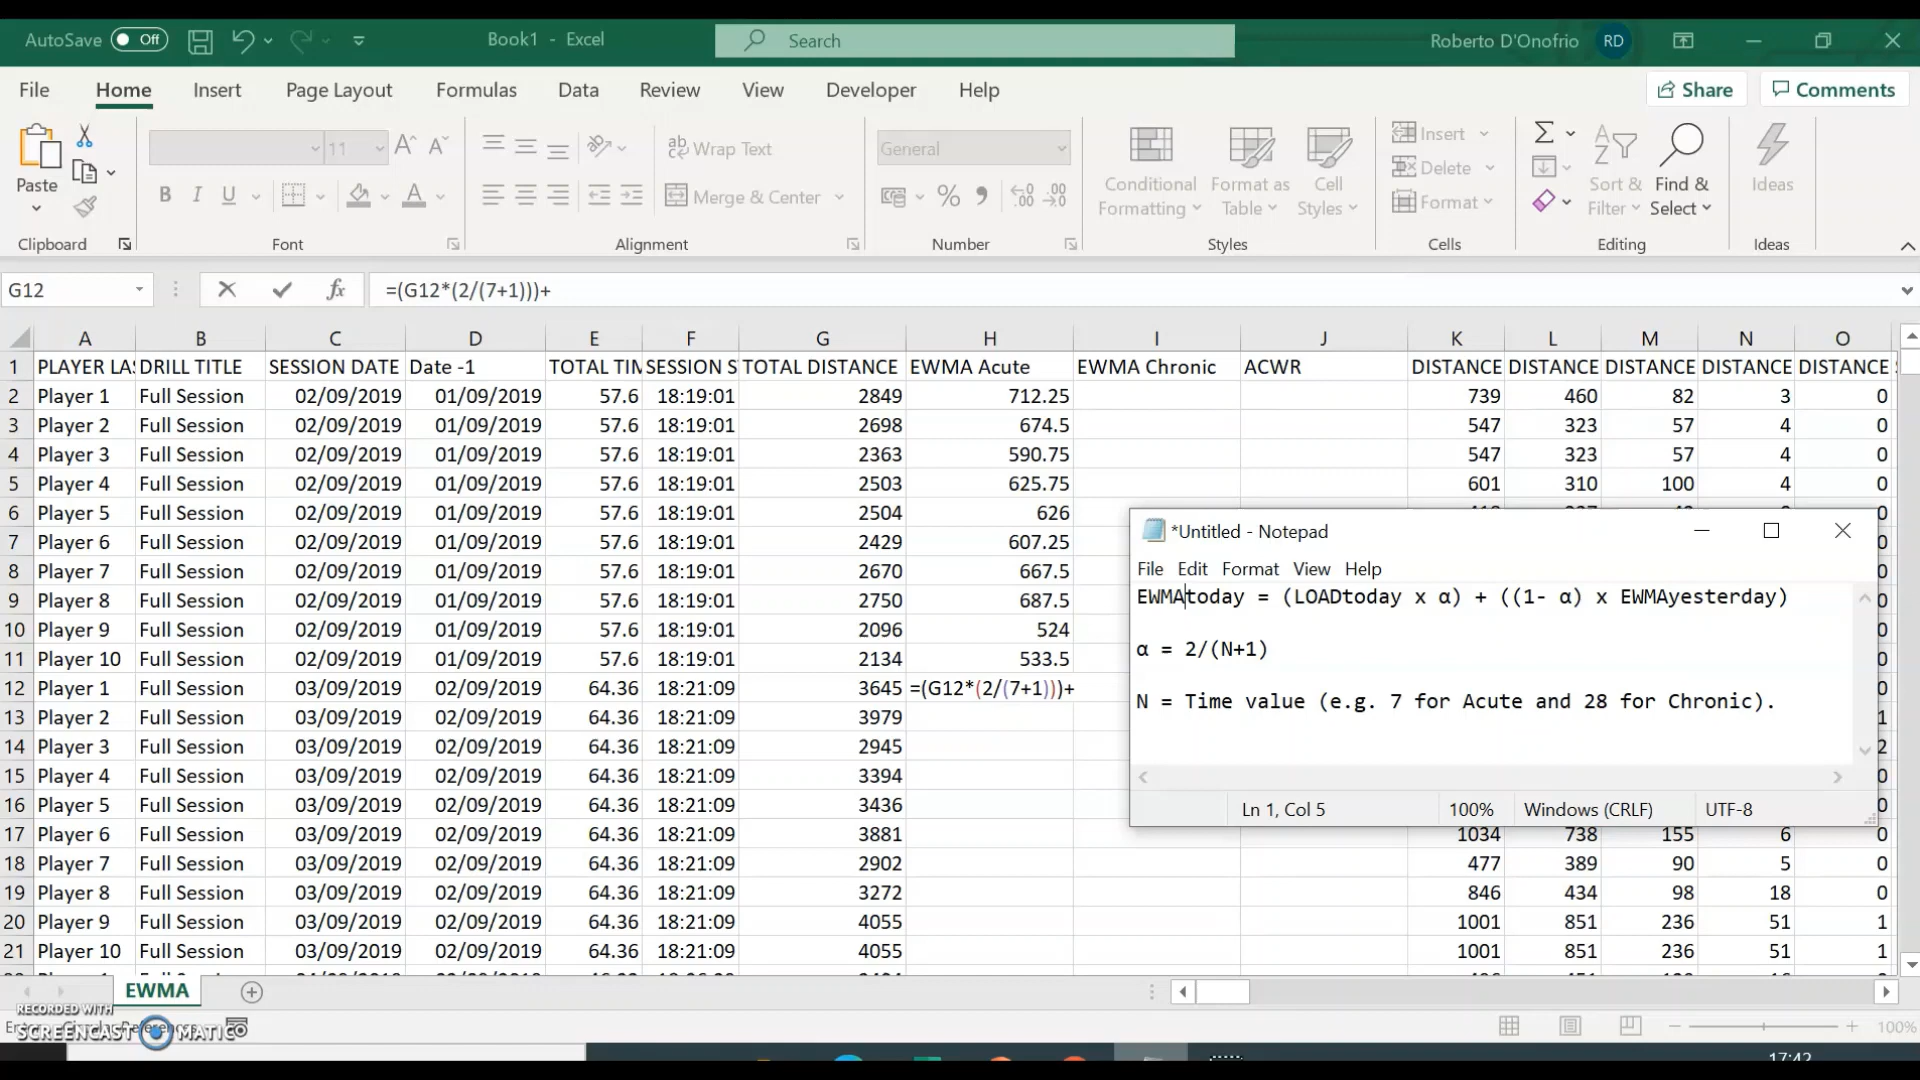 AutoSave Off Book1 - Excel Search Roberto D'Onofrio RD
File Home Insert Page Layout Formulas Data Review View Developer Help Share Comments
Paste 11 Wrap Text General Conditional Formatting Format as Table Cell Styles Insert Sort & Filter Find & Select Ideas
B I U Merge & Center % Delete
Format
Clipboard Font Alignment Number Styles Cells Editing Ideas
G12 fx =(G12*(2/(7+1)))+
A B C D E F G H I J K L M N O
1 PLAYER LAS DRILL TITLE SESSION DATE Date -1 TOTAL TIM SESSION S TOTAL DISTANCE EWMA Acute EWMA Chronic ACWR DISTANCE DISTANCE DISTANCE DISTANCE DISTANCE
2 Player 1 Full Session 02/09/2019 01/09/2019 57.6 18:19:01 2849 712.25 739 460 82 3 0
3 Player 2 Full Session 02/09/2019 01/09/2019 57.6 18:19:01 2698 674.5 547 323 57 4 0
4 Player 3 Full Session 02/09/2019 01/09/2019 57.6 18:19:01 2363 590.75 547 323 57 4 0
5 Player 4 Full Session 02/09/2019 01/09/2019 57.6 18:19:01 2503 625.75 601 310 100 4 0
6 Player 5 Full Session 02/09/2019 01/09/2019 57.6 18:19:01 2504 626 0
7 Player 6 Full Session 02/09/2019 01/09/2019 57.6 18:19:01 2429 607.25 0
8 Player 7 Full Session 02/09/2019 01/09/2019 57.6 18:19:01 2670 667.5 0
9 Player 8 Full Session 02/09/2019 01/09/2019 57.6 18:19:01 2750 687.5 0
10 Player 9 Full Session 02/09/2019 01/09/2019 57.6 18:19:01 2096 524 0
11 Player 10 Full Session 02/09/2019 01/09/2019 57.6 18:19:01 2134 533.5 0
12 Player 1 Full Session 03/09/2019 02/09/2019 64.36 18:21:09 3645 =(G12*(2/(7+1)))+ 0
13 Player 2 Full Session 03/09/2019 02/09/2019 64.36 18:21:09 3979 1
14 Player 3 Full Session 03/09/2019 02/09/2019 64.36 18:21:09 2945 2
15 Player 4 Full Session 03/09/2019 02/09/2019 64.36 18:21:09 3394 0
16 Player 5 Full Session 03/09/2019 02/09/2019 64.36 18:21:09 3436 0
17 Player 6 Full Session 03/09/2019 02/09/2019 64.36 18:21:09 3881 1034 738 155 6 0
18 Player 7 Full Session 03/09/2019 02/09/2019 64.36 18:21:09 2902 477 389 90 5 0
19 Player 8 Full Session 03/09/2019 02/09/2019 64.36 18:21:09 3272 846 434 98 18 0
20 Player 9 Full Session 03/09/2019 02/09/2019 64.36 18:21:09 4055 1001 851 236 51 1
21 Player 10 Full Session 03/09/2019 02/09/2019 64.36 18:21:09 4055 1001 851 236 51 1
*Untitled - Notepad
File Edit Format View Help
EWMAtoday = (LOADtoday x α) + ((1- α) x EWMAyesterday)
α = 2/(N+1)
N = Time value (e.g. 7 for Acute and 28 for Chronic).
Ln 1, Col 5 100% Windows (CRLF) UTF-8
EWMA
RECORDED WITH
SCREENCAST MATIC
100%
17:42